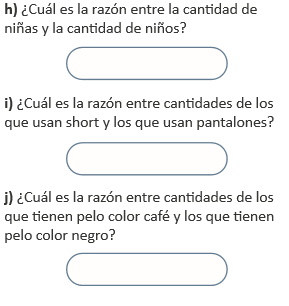 h) ¿Cuál es la razón entre la cantidad de
niñas y la cantidad de niños?
i) ¿Cuál es la razón entre cantidades de los
que usan short y los que usan pantalones?
j) ¿Cuál es la razón entre cantidades de los
que tienen pelo color café y los que tienen
pelo color negro?